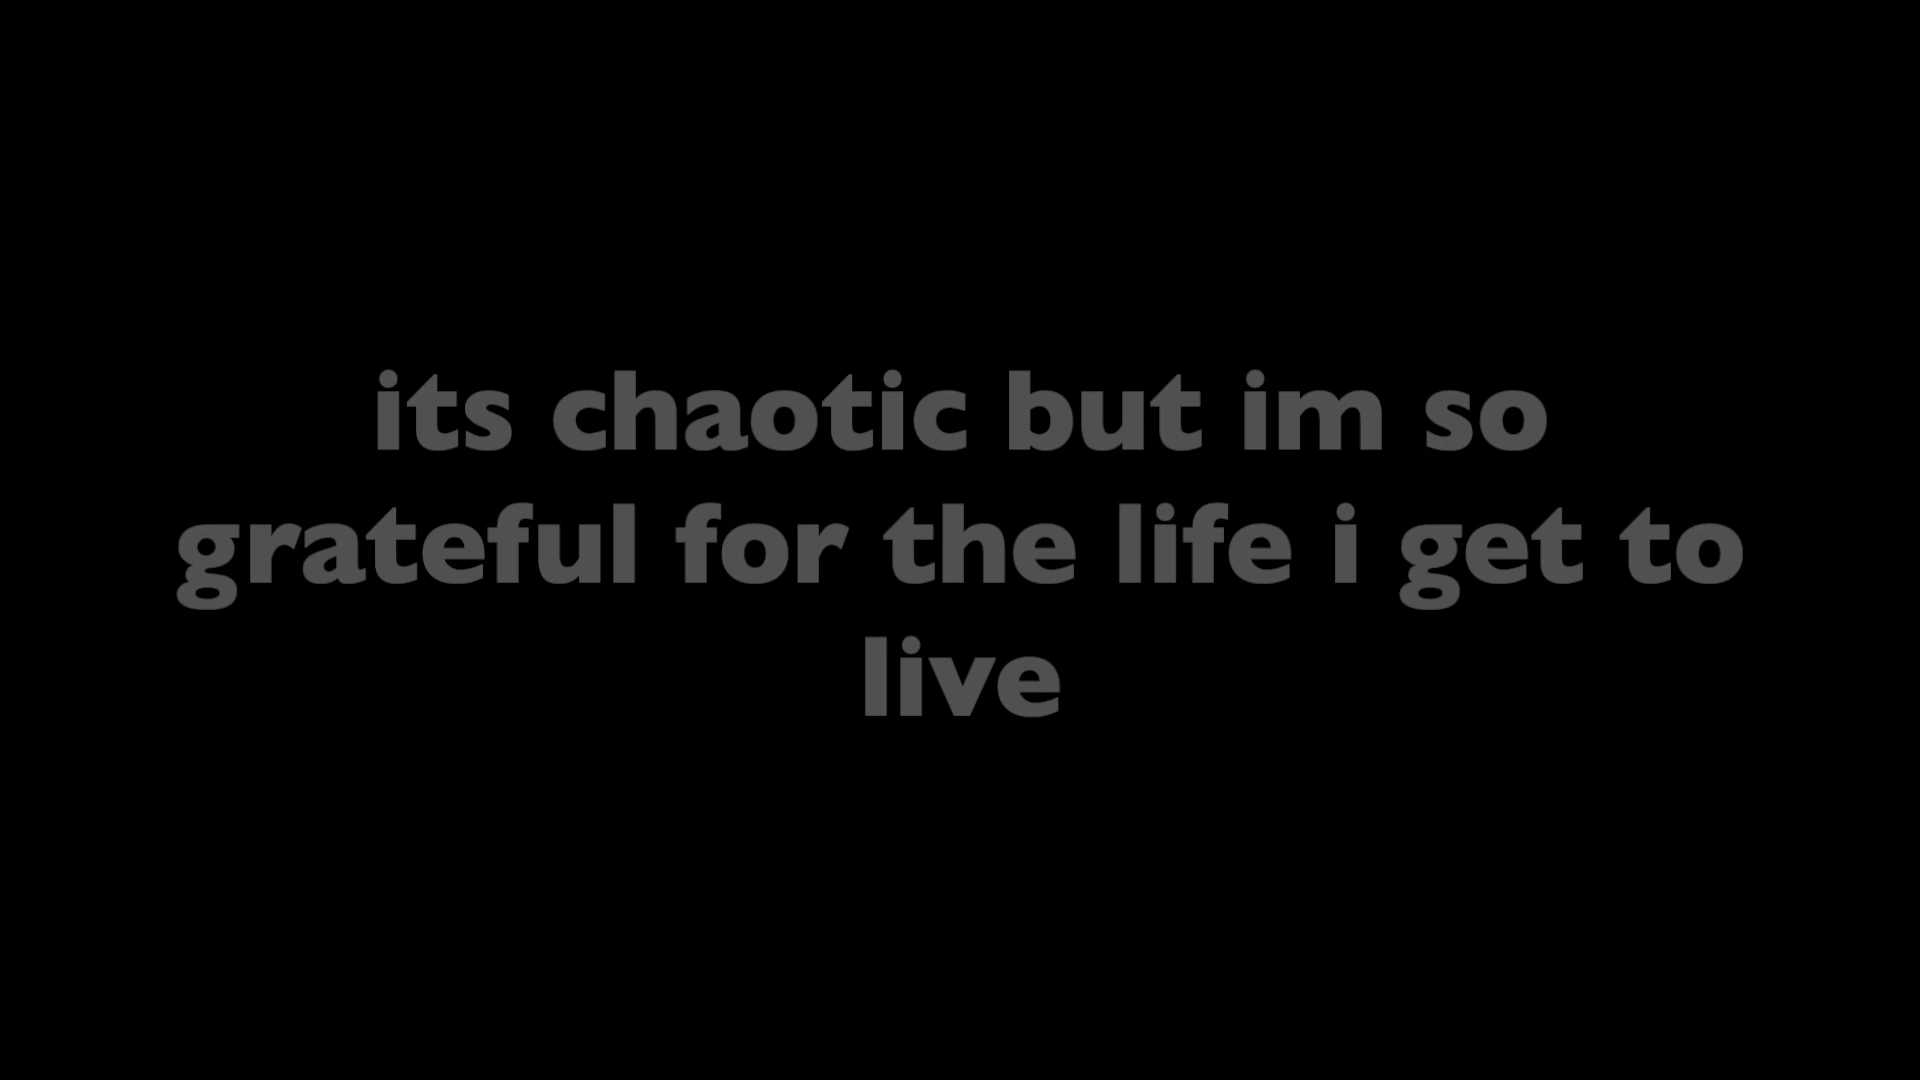 its chaotic but im so
grateful for the life i get to
live